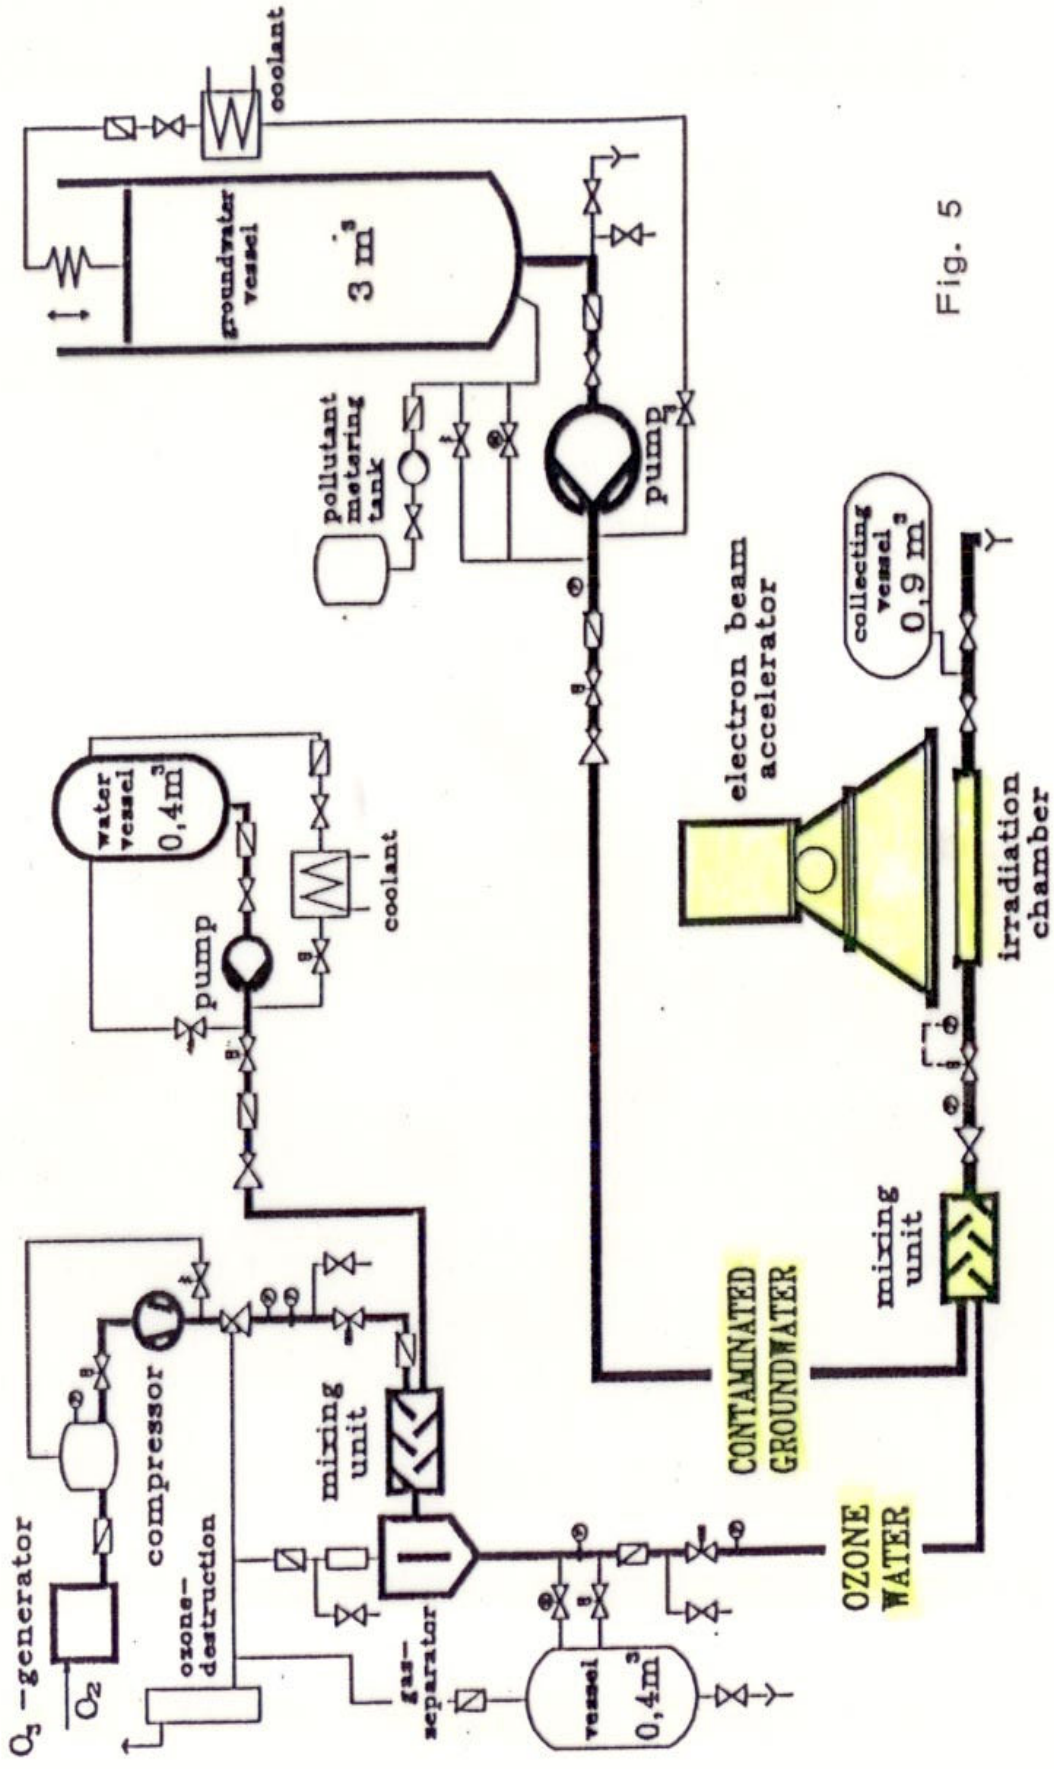 O₃-generator
O₂
compressor
ozone-
destruction
mixing
unit
gas-
separator
vessel
0,4m³
OZONE
WATER
pump
water
vessel
0,4m³
coolant
CONTAMINATED
GROUNDWATER
mixing
unit
pollutant
metering
tank
groundwater
vessel
3 m³
coolant
pump
electron beam
accelerator
collecting
vessel
0,9 m³
irradiation
chamber
Fig. 5